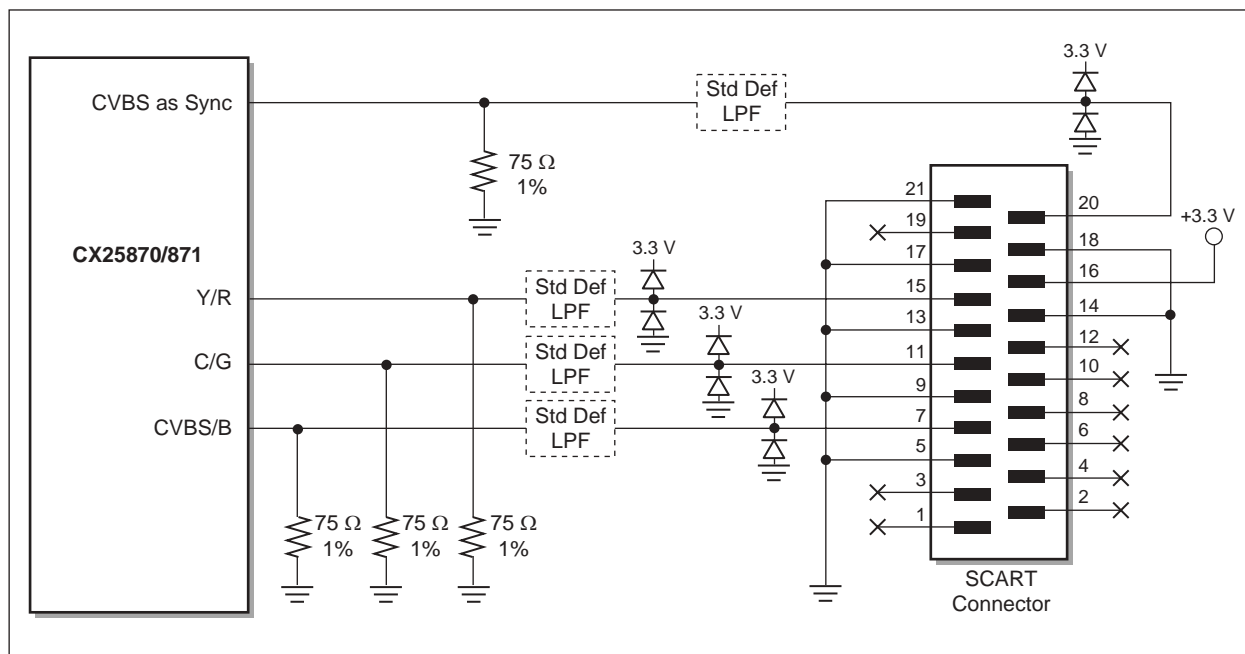 3.3 V
CVBS as Sync
Std Def
LPF
75 Ω
1%
21
20
19
+3.3 V
18
CX25870/871
17
16
3.3 V
Y/R
Std Def
LPF
15
14
3.3 V
13
12
C/G
Std Def
LPF
11
10
3.3 V
9
8
CVBS/B
Std Def
LPF
7
6
5
4
3
2
75 Ω
1%
75 Ω
1%
75 Ω
1%
1
SCART
Connector